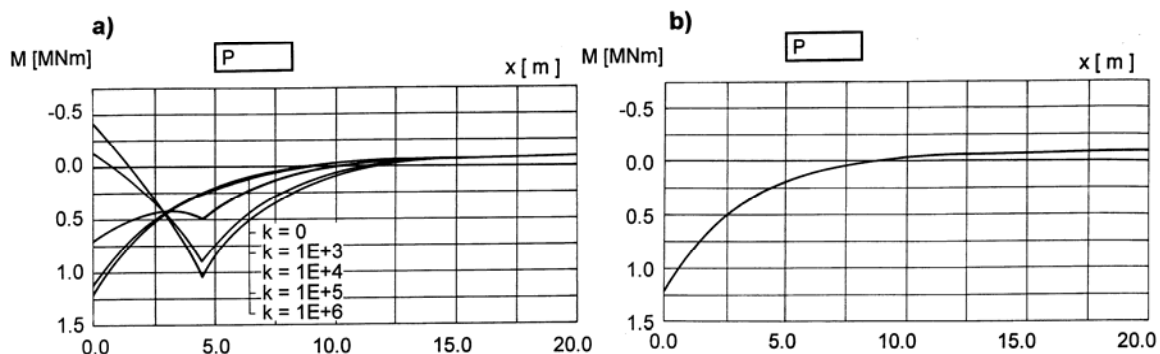 a)
M [MNm]
P
x [ m ]
-0.5
0.0
0.5
1.0
1.5
k = 0
k = 1E+3
k = 1E+4
k = 1E+5
k = 1E+6
0.0 5.0 10.0 15.0 20.0
b)
M [MNm]
P
x [ m ]
-0.5
0.0
0.5
1.0
1.5
0.0 5.0 10.0 15.0 20.0